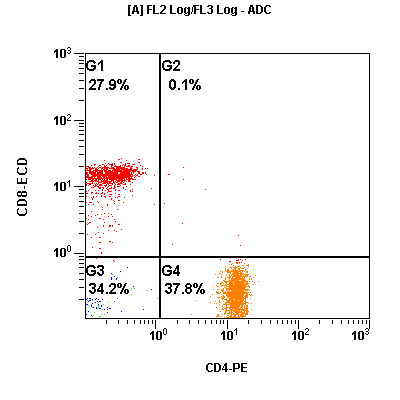 [A] FL2 Log/FL3 Log - ADC
10³
G1
G2
27.9%
0.1%
10²
CD8-ECD
10¹
10⁰
G3
G4
34.2%
37.8%
10⁰
10¹
10²
10³
CD4-PE